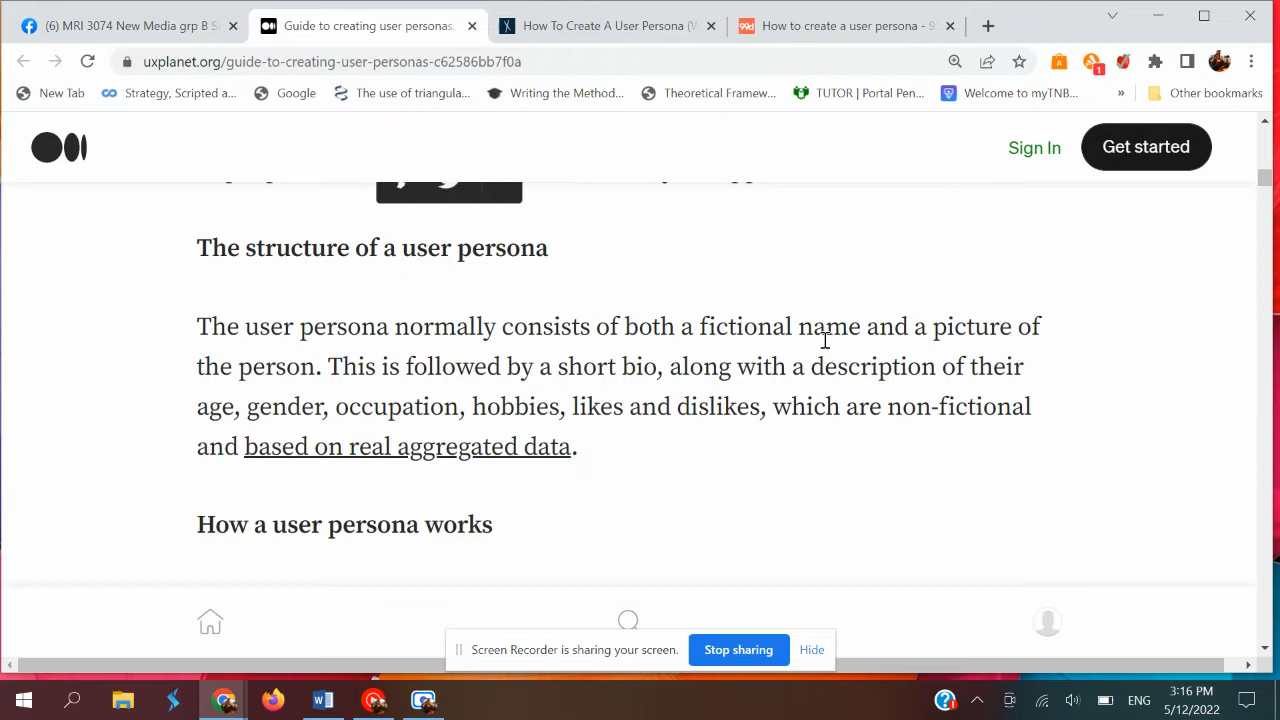 (6) MRI 3074 New Media grp B S
Guide to creating user personas.
How To Create A User Persona (W
99d
How to create a user persona - 9
uxplanet.org/guide-to-creating-user-personas-c62586bb7f0a
A
1
New Tab
Strategy, Scripted a...
Google
The use of triangula...
Writing the Method...
Theoretical Framew...
TUTOR | Portal Pen...
Welcome to myTNB...
»
Other bookmarks
Sign In
Get started
The structure of a user persona
The user persona normally consists of both a fictional name and a picture of
the person. This is followed by a short bio, along with a description of their
age, gender, occupation, hobbies, likes and dislikes, which are non-fictional
and based on real aggregated data.
How a user persona works
Screen Recorder is sharing your screen.
Stop sharing
Hide
ENG
3:16 PM
5/12/2022